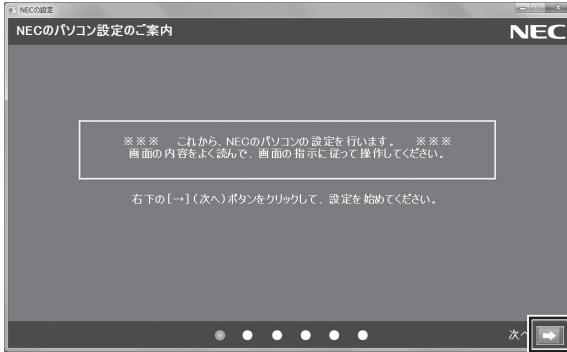 NECの設定
NECのパソコン設定のご案内
NEC
※※※ これから、NECのパソコンの設定を行います。 ※※※
画面の内容をよく読んで、画面の指示に従って操作してください。
右下の[→](次へ)ボタンをクリックして、設定を始めてください。
次へ